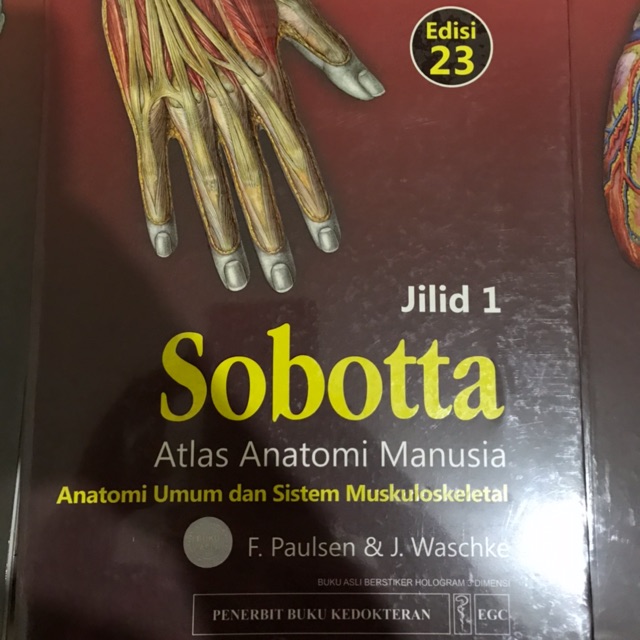 Edisi
23
Jilid 1
Sobotta
Atlas Anatomi Manusia
Anatomi Umum dan Sistem Muskuloskeletal
F. Paulsen & J. Waschke
BUKU ASLI BERSTIKER HOLOGRAM 3 DIMENSI
PENERBIT BUKU KEDOKTERAN EGC